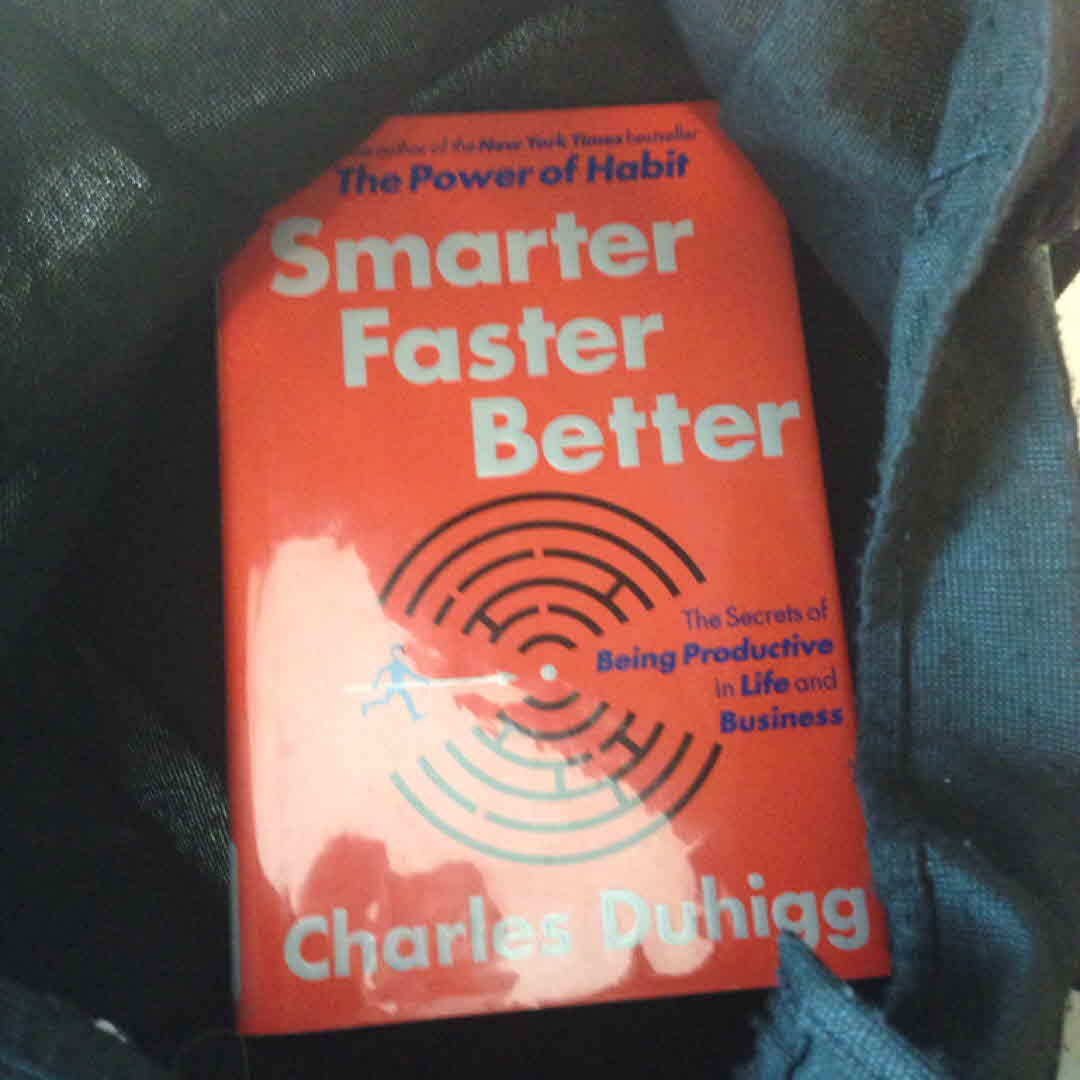 author of the New York Times bestseller
The Power of Habit
Smarter
Faster
Better
The Secrets of
Being Productive
in Life and
Business
Charles Duhigg